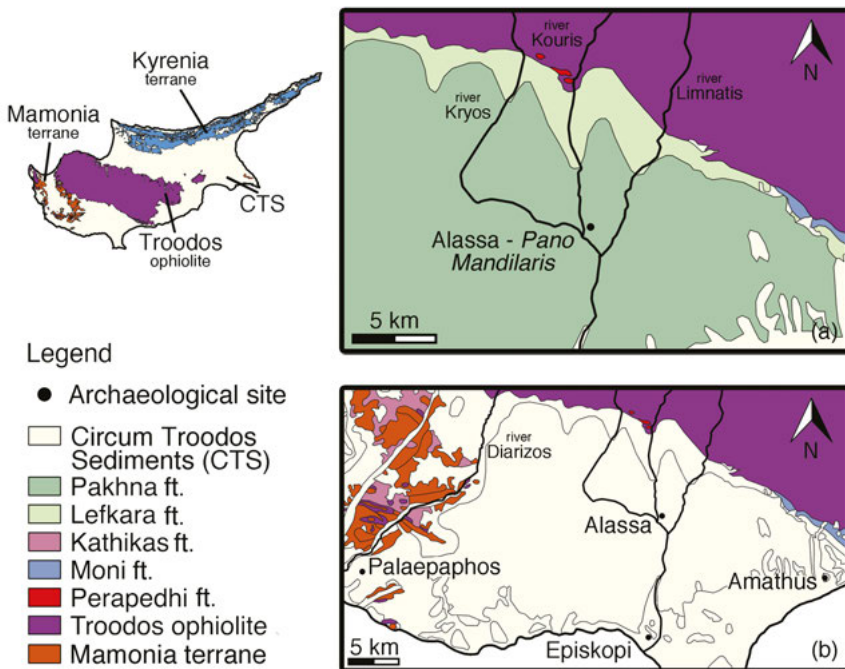 Kyrenia
terrane
Mamonia
terrane
CTS
Troodos
ophiolite
Legend
Archaeological site
Circum Troodos
Sediments (CTS)
Pakhna ft.
Lefkara ft.
Kathikas ft.
Moni ft.
Perapedhi ft.
Troodos ophiolite
Mamonia terrane
river
Kouris
river
Kryos
river
Limnatis
N
Alassa - Pano
Mandilaris
5 km
(a)
river
Diarizos
N
Alassa
Palaepaphos
Amathus
Episkopi
5 km
(b)